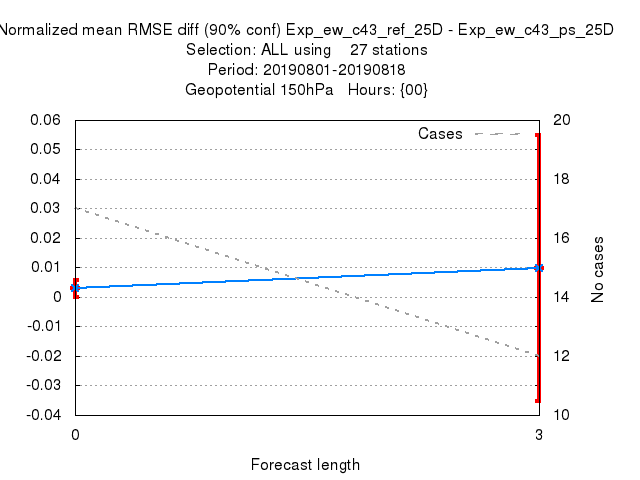 Normalized mean RMSE diff (90% conf) Exp_ew_c43_ref_25D - Exp_ew_c43_ps_25D
Selection: ALL using 27 stations
Period: 20190801-20190818
Geopotential 150hPa Hours: {00}
Cases
0.06
0.05
0.04
0.03
0.02
0.01
0
-0.01
-0.02
-0.03
-0.04
20
18
16
14
12
10
No cases
0
3
Forecast length